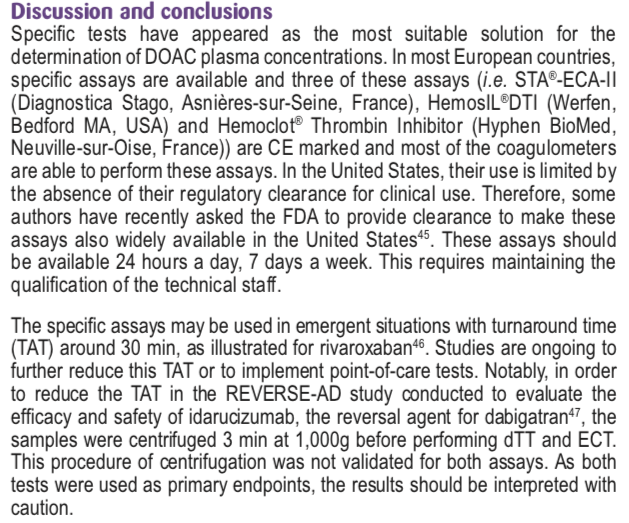 Discussion and conclusions
Specific tests have appeared as the most suitable solution for the
determination of DOAC plasma concentrations. In most European countries,
specific assays are available and three of these assays (i.e. STA®-ECA-II
(Diagnostica Stago, Asnières-sur-Seine, France), HemosIL®DTI (Werfen,
Bedford MA, USA) and Hemoclot® Thrombin Inhibitor (Hyphen BioMed,
Neuville-sur-Oise, France)) are CE marked and most of the coagulometers
are able to perform these assays. In the United States, their use is limited by
the absence of their regulatory clearance for clinical use. Therefore, some
authors have recently asked the FDA to provide clearance to make these
assays also widely available in the United States45. These assays should
be available 24 hours a day, 7 days a week. This requires maintaining the
qualification of the technical staff.
The specific assays may be used in emergent situations with turnaround time
(TAT) around 30 min, as illustrated for rivaroxaban46. Studies are ongoing to
further reduce this TAT or to implement point-of-care tests. Notably, in order
to reduce the TAT in the REVERSE-AD study conducted to evaluate the
efficacy and safety of idarucizumab, the reversal agent for dabigatran47, the
samples were centrifuged 3 min at 1,000g before performing dTT and ECT.
This procedure of centrifugation was not validated for both assays. As both
tests were used as primary endpoints, the results should be interpreted with
caution.